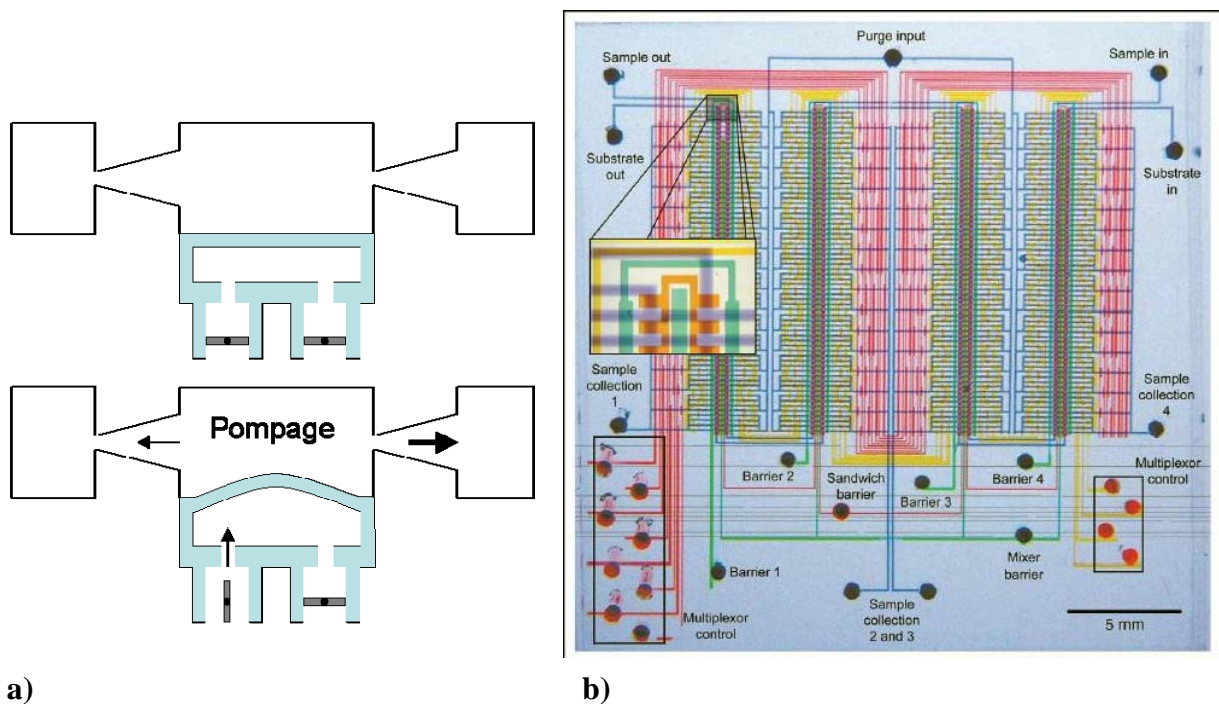 Pompage
a)
Purge input
Sample out
Sample in
Substrate
out
Substrate
in
Sample
collection
1
Sample
collection
4
Barrier 2
Sandwich
barrier
Barrier 3
Barrier 4
Multiplexor
control
Barrier 1
Mixer
barrier
Multiplexor
control
Sample
collection
2 and 3
5 mm
b)